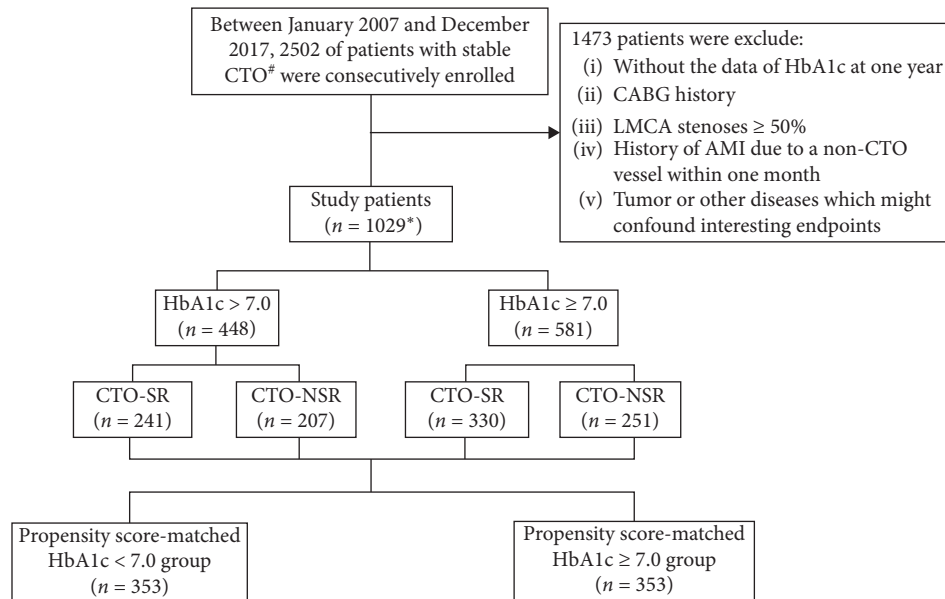 Between January 2007 and December
2017, 2502 of patients with stable
CTO# were consecutively enrolled
1473 patients were exclude:
(i) Without the data of HbA1c at one year
(ii) CABG history
(iii) LMCA stenoses ≥ 50%
(iv) History of AMI due to a non-CTO
vessel within one month
(v) Tumor or other diseases which might
confound interesting endpoints
Study patients
(n = 1029*)
HbA1c > 7.0
(n = 448)
HbA1c ≥ 7.0
(n = 581)
CTO-SR
(n = 241)
CTO-NSR
(n = 207)
CTO-SR
(n = 330)
CTO-NSR
(n = 251)
Propensity score-matched
HbA1c < 7.0 group
(n = 353)
Propensity score-matched
HbA1c ≥ 7.0 group
(n = 353)